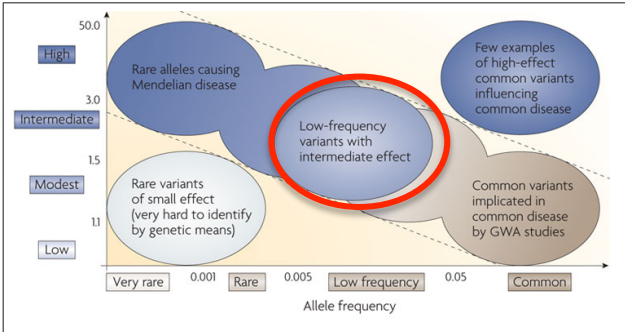 50.0
High
3.0
Intermediate
1.5
Modest
1.1
Low
Rare alleles causing
Mendelian disease
Few examples
of high-effect
common variants
influencing
common disease
Low-frequency
variants with
intermediate effect
Rare variants
of small effect
(very hard to identify
by genetic means)
Common variants
implicated in
common disease
by GWA studies
Very rare
0.001
Rare
0.005
Low frequency
0.05
Common
Allele frequency